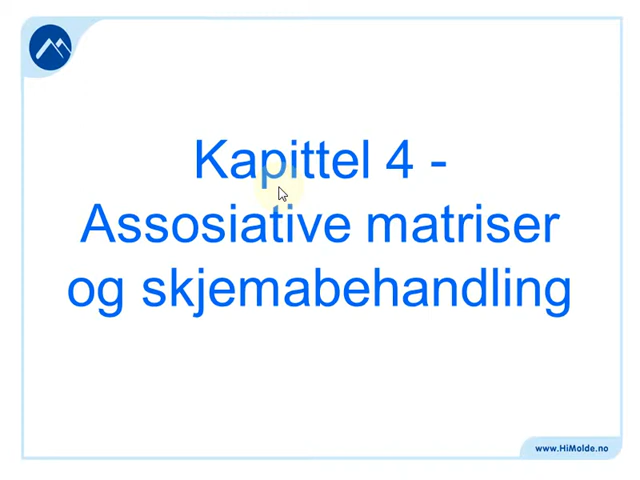 Kapittel 4 -
Assosiative matriser
og skjemabehandling
www.HiMolde.no